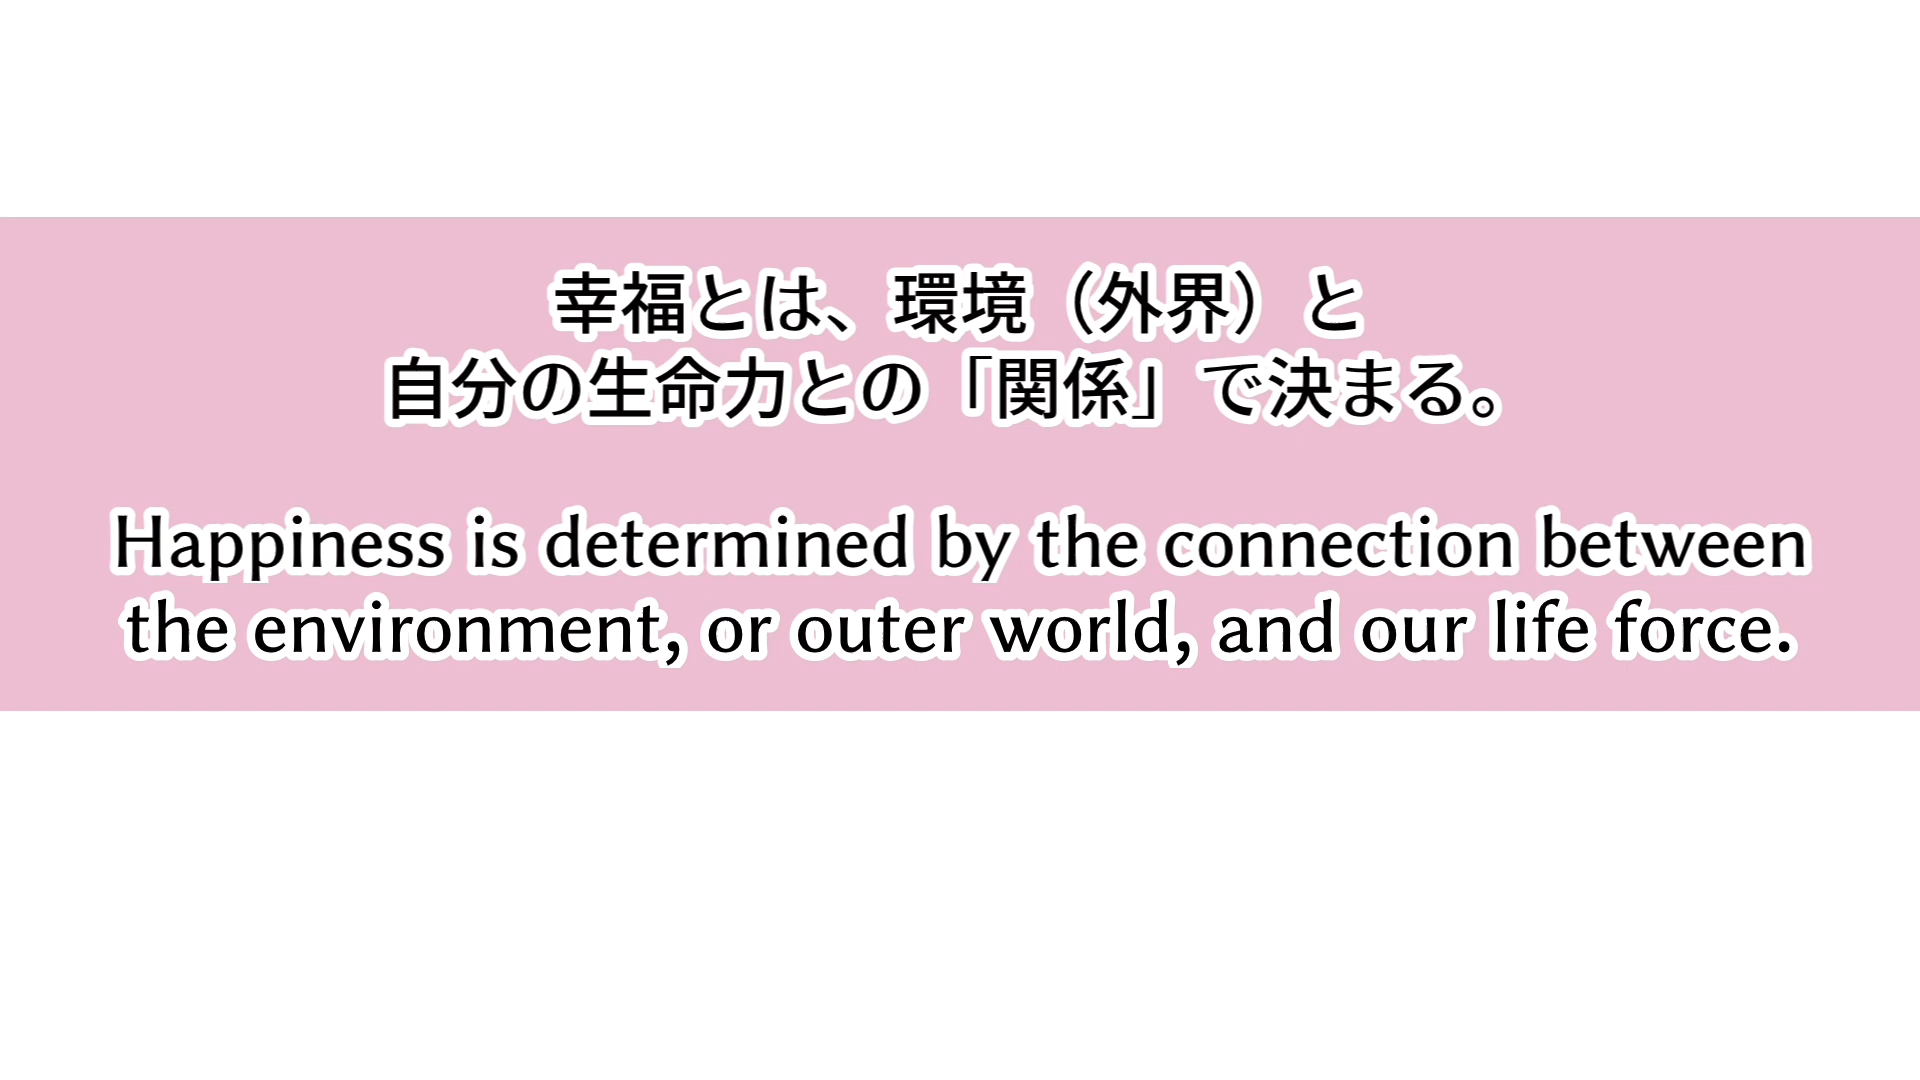 幸福とは、環境（外界）と
自分の生命力との「関係」で決まる。
Happiness is determined by the connection between
the environment, or outer world, and our life force.